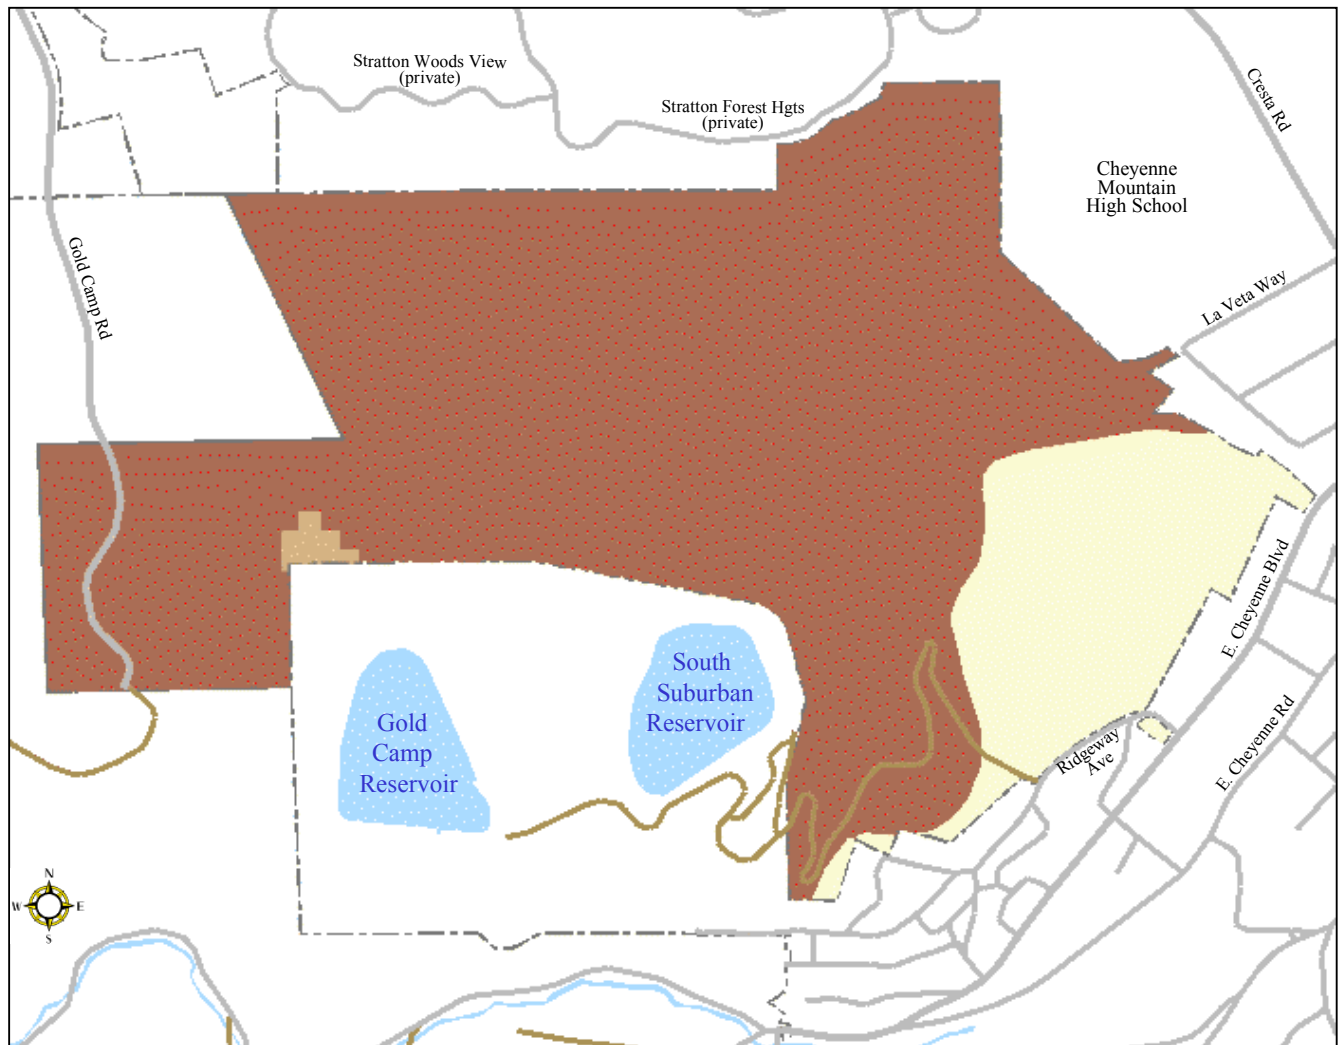 Stratton Woods View
(private)
Stratton Forest Hgts
(private)
Cresta Rd
Cheyenne
Mountain
High School
Gold Camp Rd
La Veta Way
E. Cheyenne Blvd
South
Suburban
Reservoir
Gold
Camp
Reservoir
Ridgeway
Ave
E. Cheyenne Rd
N
W
E
S